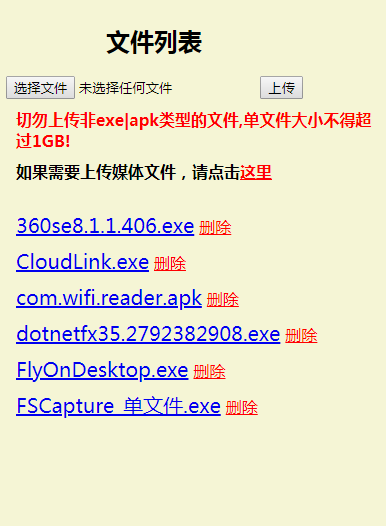 文件列表
选择文件 未选择任何文件 上传
切勿上传非exe|apk类型的文件,单文件大小不得超
过1GB!
如果需要上传媒体文件，请点击这里
360se8.1.1.406.exe 删除
CloudLink.exe 删除
com.wifi.reader.apk 删除
dotnetfx35.2792382908.exe 删除
FlyOnDesktop.exe 删除
FSCapture_单文件.exe 删除